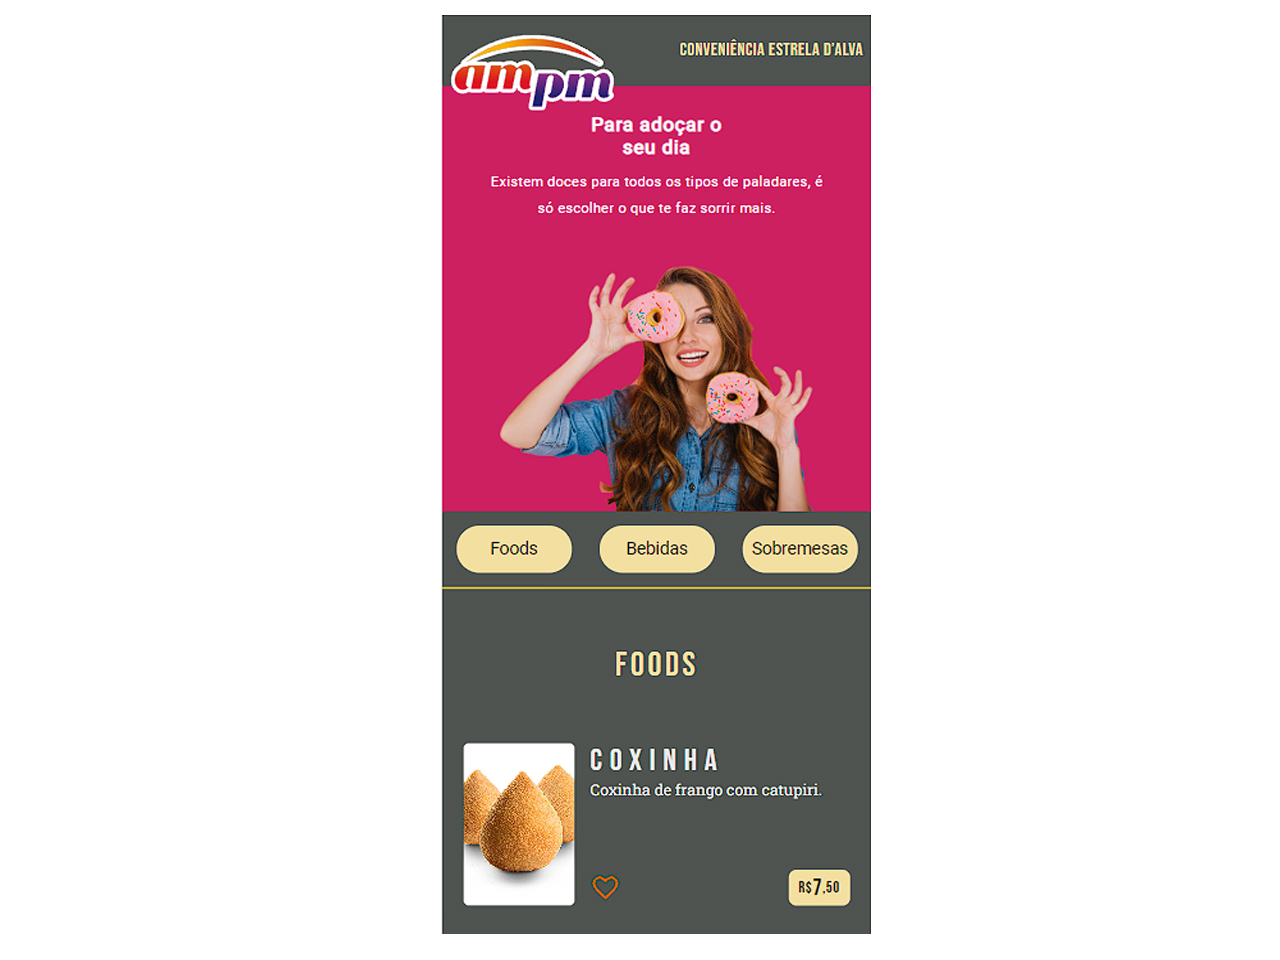 ampm
CONVENIÊNCIA ESTRELA D'ALVA
Para adoçar o
seu dia
Existem doces para todos os tipos de paladares, é
só escolher o que te faz sorrir mais.
Foods
Bebidas
Sobremesas
FOODS
COXINHA
Coxinha de frango com catupiri.
R$7,50